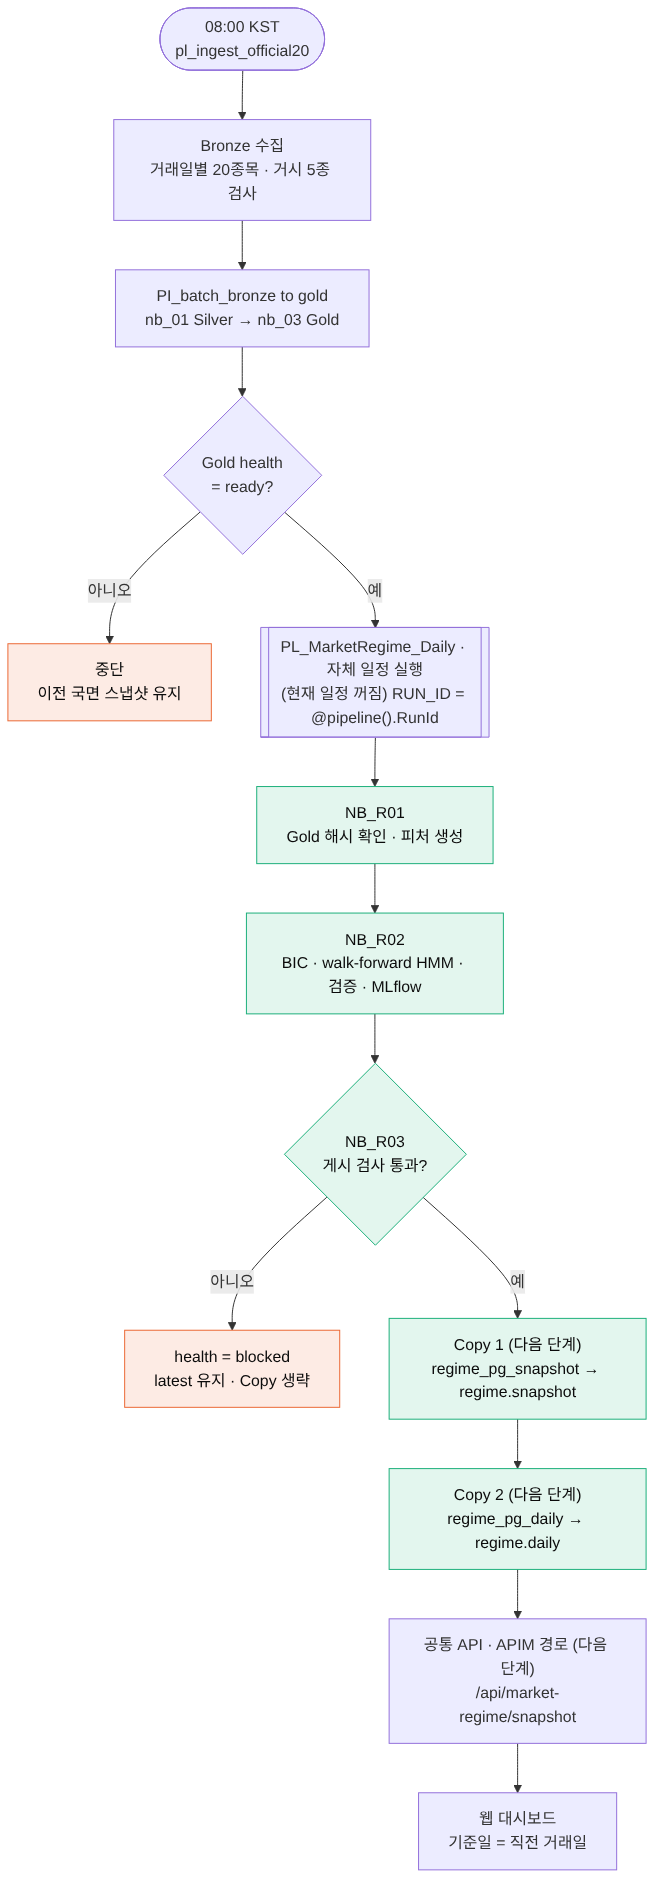 08:00 KST
pl_ingest_official20
Bronze 수집
거래일별 20종목 · 거시 5종
검사
PI_batch_bronze to gold
nb_01 Silver → nb_03 Gold
Gold health
= ready?
아니오
예
중단
이전 국면 스냅샷 유지
PL_MarketRegime_Daily ·
자체 일정 실행
(현재 일정 꺼짐) RUN_ID =
@pipeline().RunId
NB_R01
Gold 해시 확인 · 피처 생성
NB_R02
BIC · walk-forward HMM ·
검증 · MLflow
NB_R03
게시 검사 통과?
아니오
예
health = blocked
latest 유지 · Copy 생략
Copy 1 (다음 단계)
regime_pg_snapshot →
regime.snapshot
Copy 2 (다음 단계)
regime_pg_daily →
regime.daily
공통 API · APIM 경로 (다음
단계)
/api/market-
regime/snapshot
웹 대시보드
기준일 = 직전 거래일